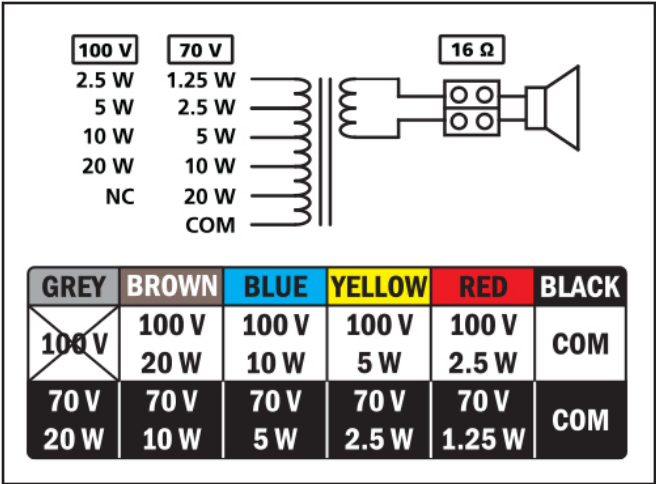 100 V 70 V 16 Ω
2.5 W 1.25 W
5 W 2.5 W
10 W 5 W
20 W 10 W
NC 20 W
COM
GREY BROWN BLUE YELLOW RED BLACK
100 V 100 V 100 V 100 V 100 V COM
20 W 10 W 5 W 2.5 W
70 V 70 V 70 V 70 V 70 V COM
20 W 10 W 5 W 2.5 W 1.25 W